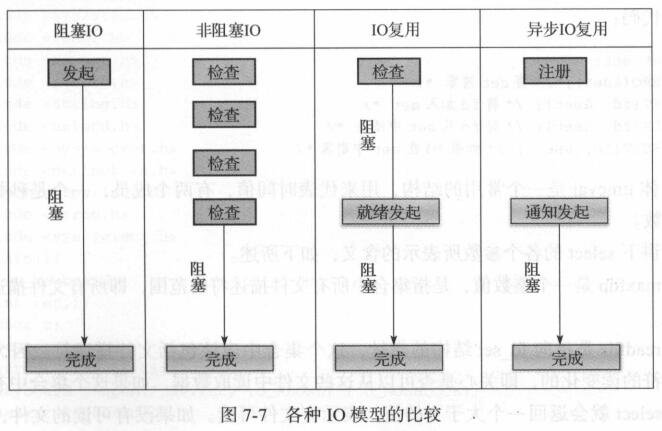 阻塞IO 非阻塞IO IO复用 异步IO复用
发起 检查 检查 注册
检查
阻塞
检查
阻塞
检查 就绪发起 通知发起
阻塞 阻塞 阻塞
完成 完成 完成 完成
图 7-7 各种 IO 模型的比较